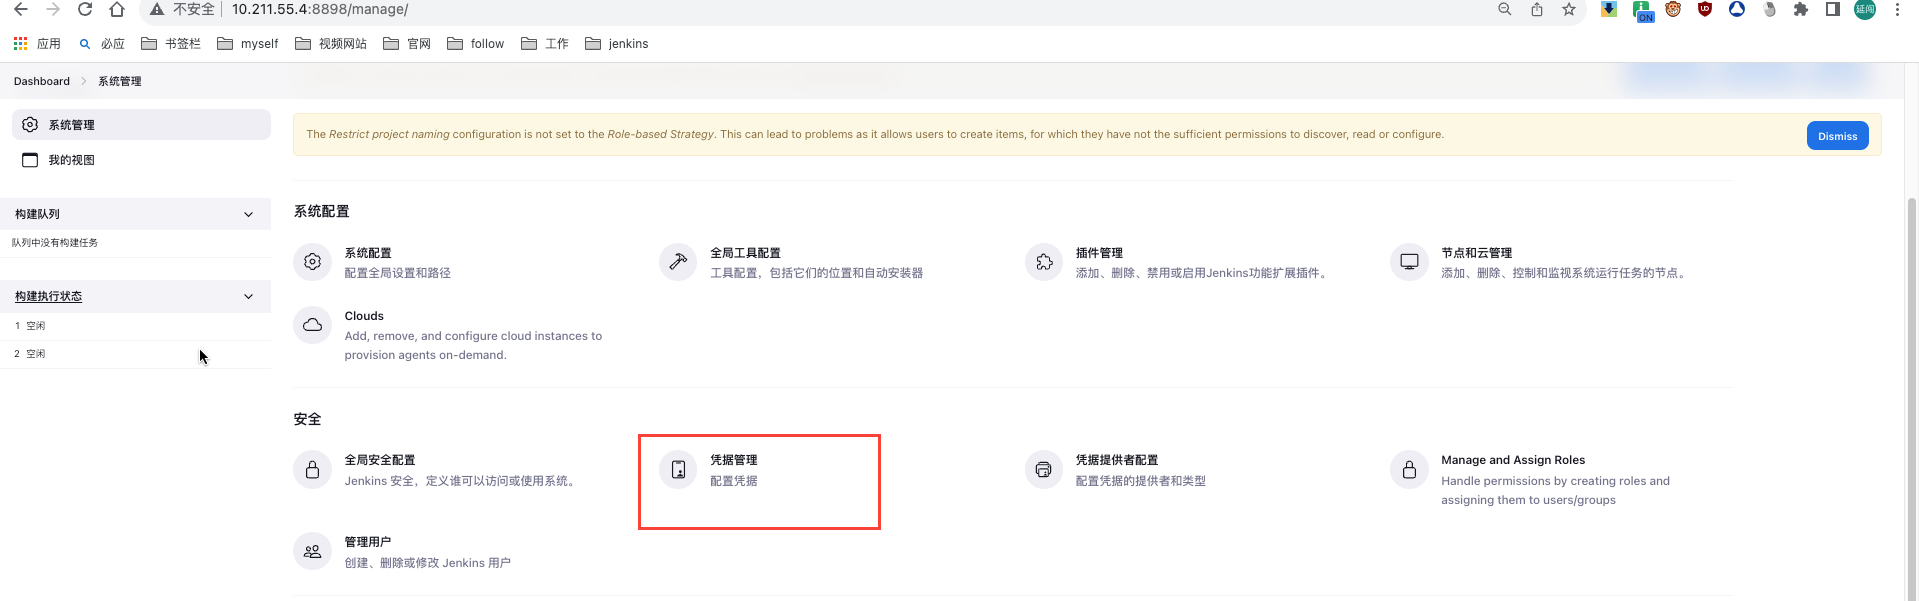 不安全 10.211.55.4:8898/manage/
ON
延闯
应用 必应 书签栏 myself 视频网站 官网 follow 工作 jenkins
Dashboard 系统管理
系统管理
我的视图
构建队列
队列中没有构建任务
构建执行状态
1 空闲
2 空闲
The Restrict project naming configuration is not set to the Role-based Strategy. This can lead to problems as it allows users to create items, for which they have not the sufficient permissions to discover, read or configure.
Dismiss
系统配置
系统配置
配置全局设置和路径
全局工具配置
工具配置，包括它们的位置和自动安装器
插件管理
添加、删除、禁用或启用Jenkins功能扩展插件。
节点和云管理
添加、删除、控制和监视系统运行任务的节点。
Clouds
Add, remove, and configure cloud instances to
provision agents on-demand.
安全
全局安全配置
Jenkins 安全，定义谁可以访问或使用系统。
凭据管理
配置凭据
凭据提供者配置
配置凭据的提供者和类型
Manage and Assign Roles
Handle permissions by creating roles and
assigning them to users/groups
管理用户
创建、删除或修改 Jenkins 用户